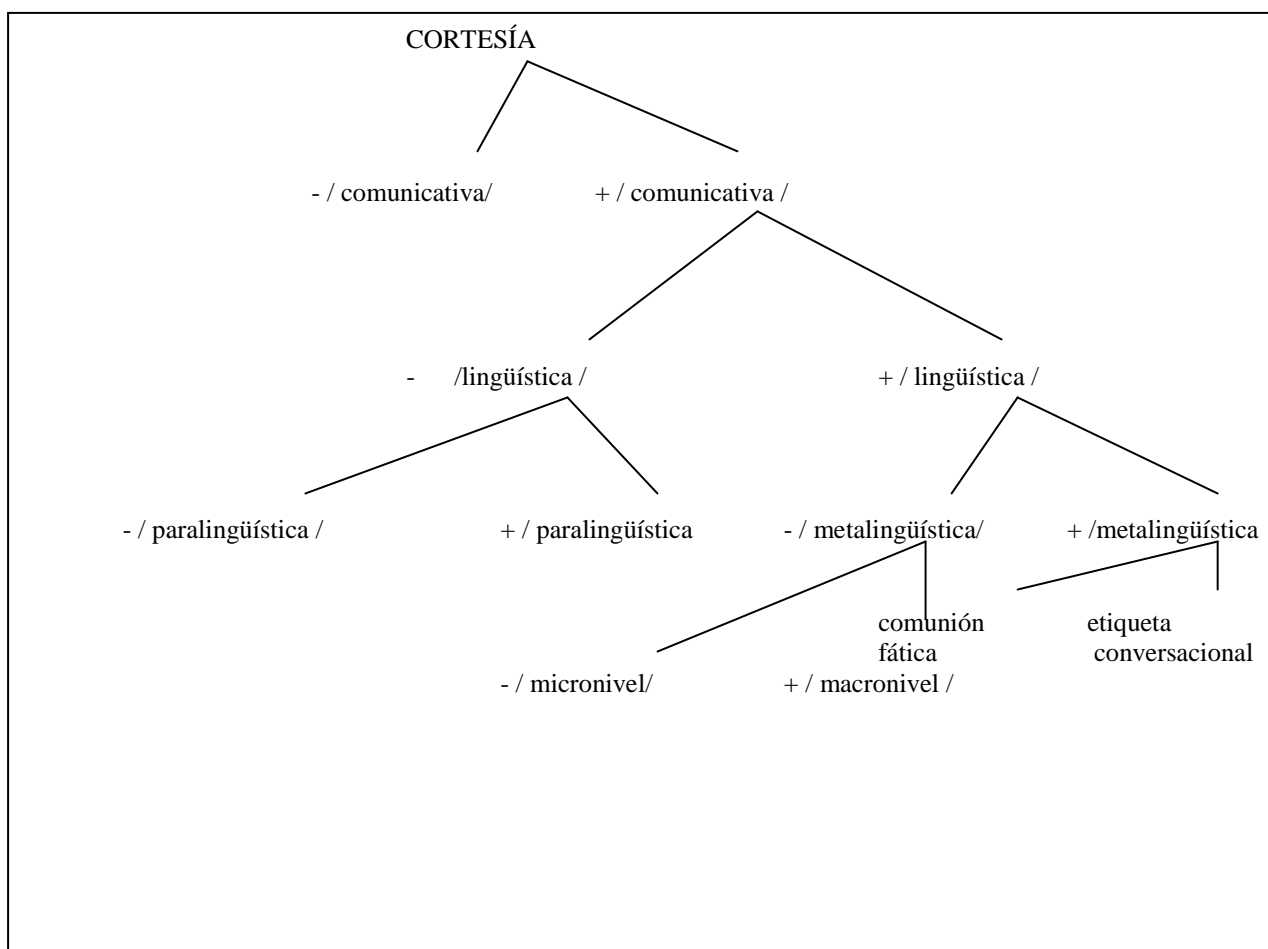 CORTESÍA
- / comunicativa/ + / comunicativa /
- /lingüística / + / lingüística /
- / paralingüística / + / paralingüística - / metalingüística/ + /metalingüística
comunión etiqueta
fática conversacional
- / micronivel/ + / macronivel /